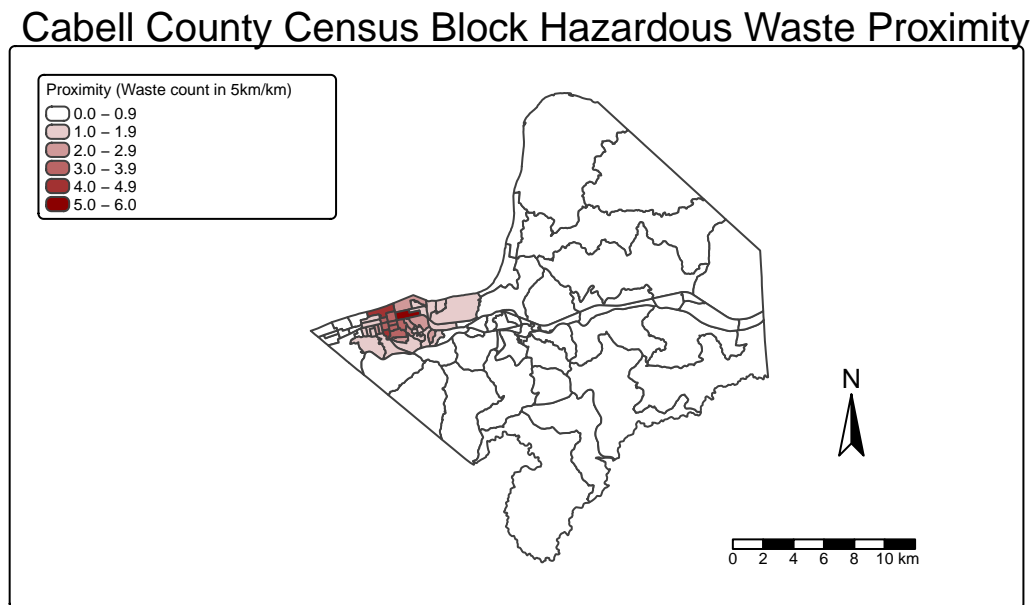 Cabell County Census Block Hazardous Waste Proximity
Proximity (Waste count in 5km/km)
0.0 − 0.9
1.0 − 1.9
2.0 − 2.9
3.0 − 3.9
4.0 − 4.9
5.0 − 6.0
N
0 2 4 6 8 10 km